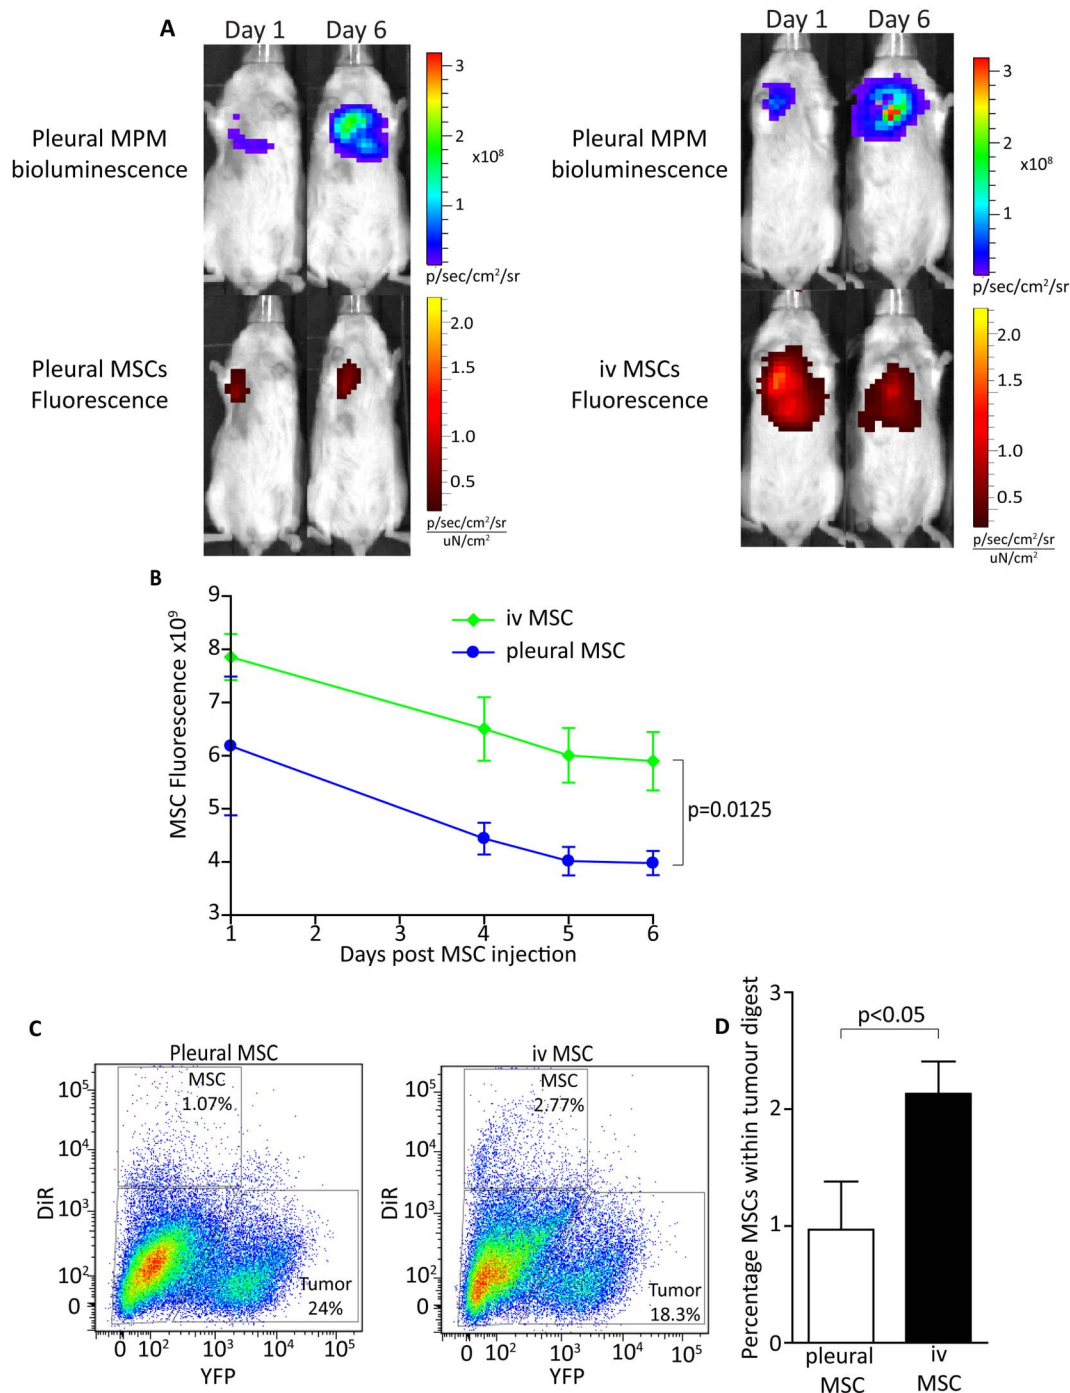 A
Day 1 Day 6
Day 1 Day 6
Pleural MPM
bioluminescence
3
2
x10⁸
1
p/sec/cm²/sr
Pleural MPM
bioluminescence
3
2
x10⁸
1
p/sec/cm²/sr
Pleural MSCs
Fluorescence
2.0
1.5
1.0
0.5
p/sec/cm²/sr
uN/cm²
iv MSCs
Fluorescence
2.0
1.5
1.0
0.5
p/sec/cm²/sr
uN/cm²
B
MSC Fluorescence x10⁹
9
8
7
6
5
4
3
iv MSC
pleural MSC
p=0.0125
1 2 3 4 5 6
Days post MSC injection
C
Pleural MSC
MSC
1.07%
DiR
10⁵
10⁴
10³
10²
0
Tumor
24%
0 10² 10³ 10⁴ 10⁵
YFP
iv MSC
MSC
2.77%
DiR
10⁵
10⁴
10³
10²
0
Tumor
18.3%
0 10² 10³ 10⁴ 10⁵
YFP
D
Percentage MSCs within tumour digest
3
2
1
0
p<0.05
pleural
MSC
iv
MSC